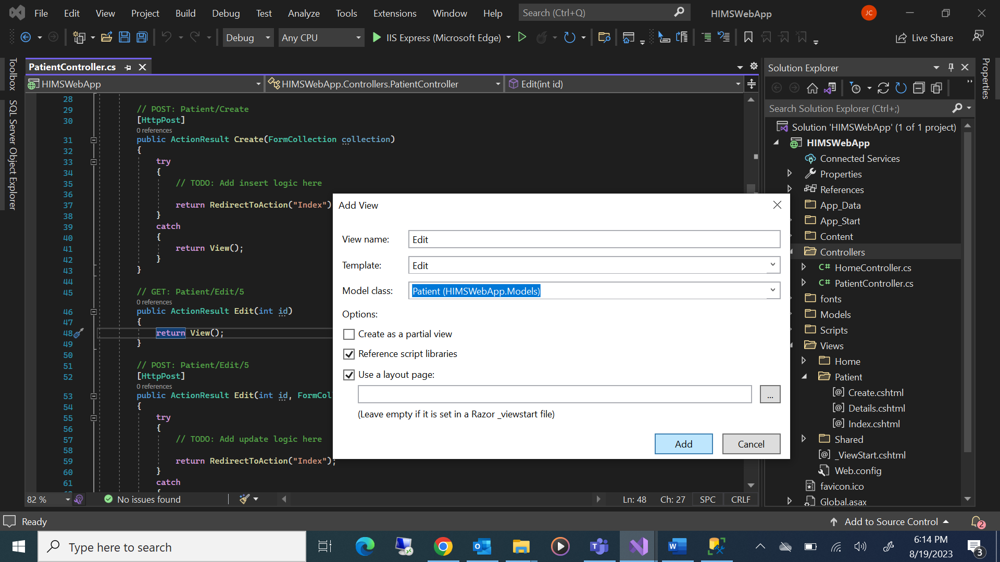 File Edit View Project Build Debug Test Analyze Tools Extensions Window Help Search (Ctrl+Q) HIMSWebApp JC
Debug Any CPU IIS Express (Microsoft Edge) Live Share
Toolbox
SQL Server Object Explorer
PatientController.cs
HIMSWebApp HIMSWebApp.Controllers.PatientController Edit(int id)
28
29 // POST: Patient/Create
30 [HttpPost]
0 references
31 public ActionResult Create(FormCollection collection)
32 {
33 try
34 {
35 // TODO: Add insert logic here
36
37 return RedirectToAction("Index")
38 }
39 catch
40 {
41 return View();
42 }
43 }
44
45 // GET: Patient/Edit/5
0 references
46 public ActionResult Edit(int id)
47 {
48 return View();
49 }
50
51 // POST: Patient/Edit/5
52 [HttpPost]
0 references
53 public ActionResult Edit(int id, FormCol
54 {
55 try
56 {
57 // TODO: Add update logic here
58
59 return RedirectToAction("Index");
60 }
61 catch
82 % No issues found Ln: 48 Ch: 27 SPC CRLF
Add View
View name: Edit
Template: Edit
Model class: Patient (HIMSWebApp.Models)
Options:
Create as a partial view
Reference script libraries
Use a layout page:
...
(Leave empty if it is set in a Razor _viewstart file)
Add Cancel
Solution Explorer
Search Solution Explorer (Ctrl+;)
Solution 'HIMSWebApp' (1 of 1 project)
HIMSWebApp
Connected Services
Properties
References
App_Data
App_Start
Content
Controllers
C# HomeController.cs
C# PatientController.cs
fonts
Models
Scripts
Views
Home
Patient
[@] Create.cshtml
[@] Details.cshtml
[@] Index.cshtml
Shared
[@] _ViewStart.cshtml
Web.config
favicon.ico
Global.asax
Properties
Ready Add to Source Control 2
Type here to search
6:14 PM
8/19/2023
3